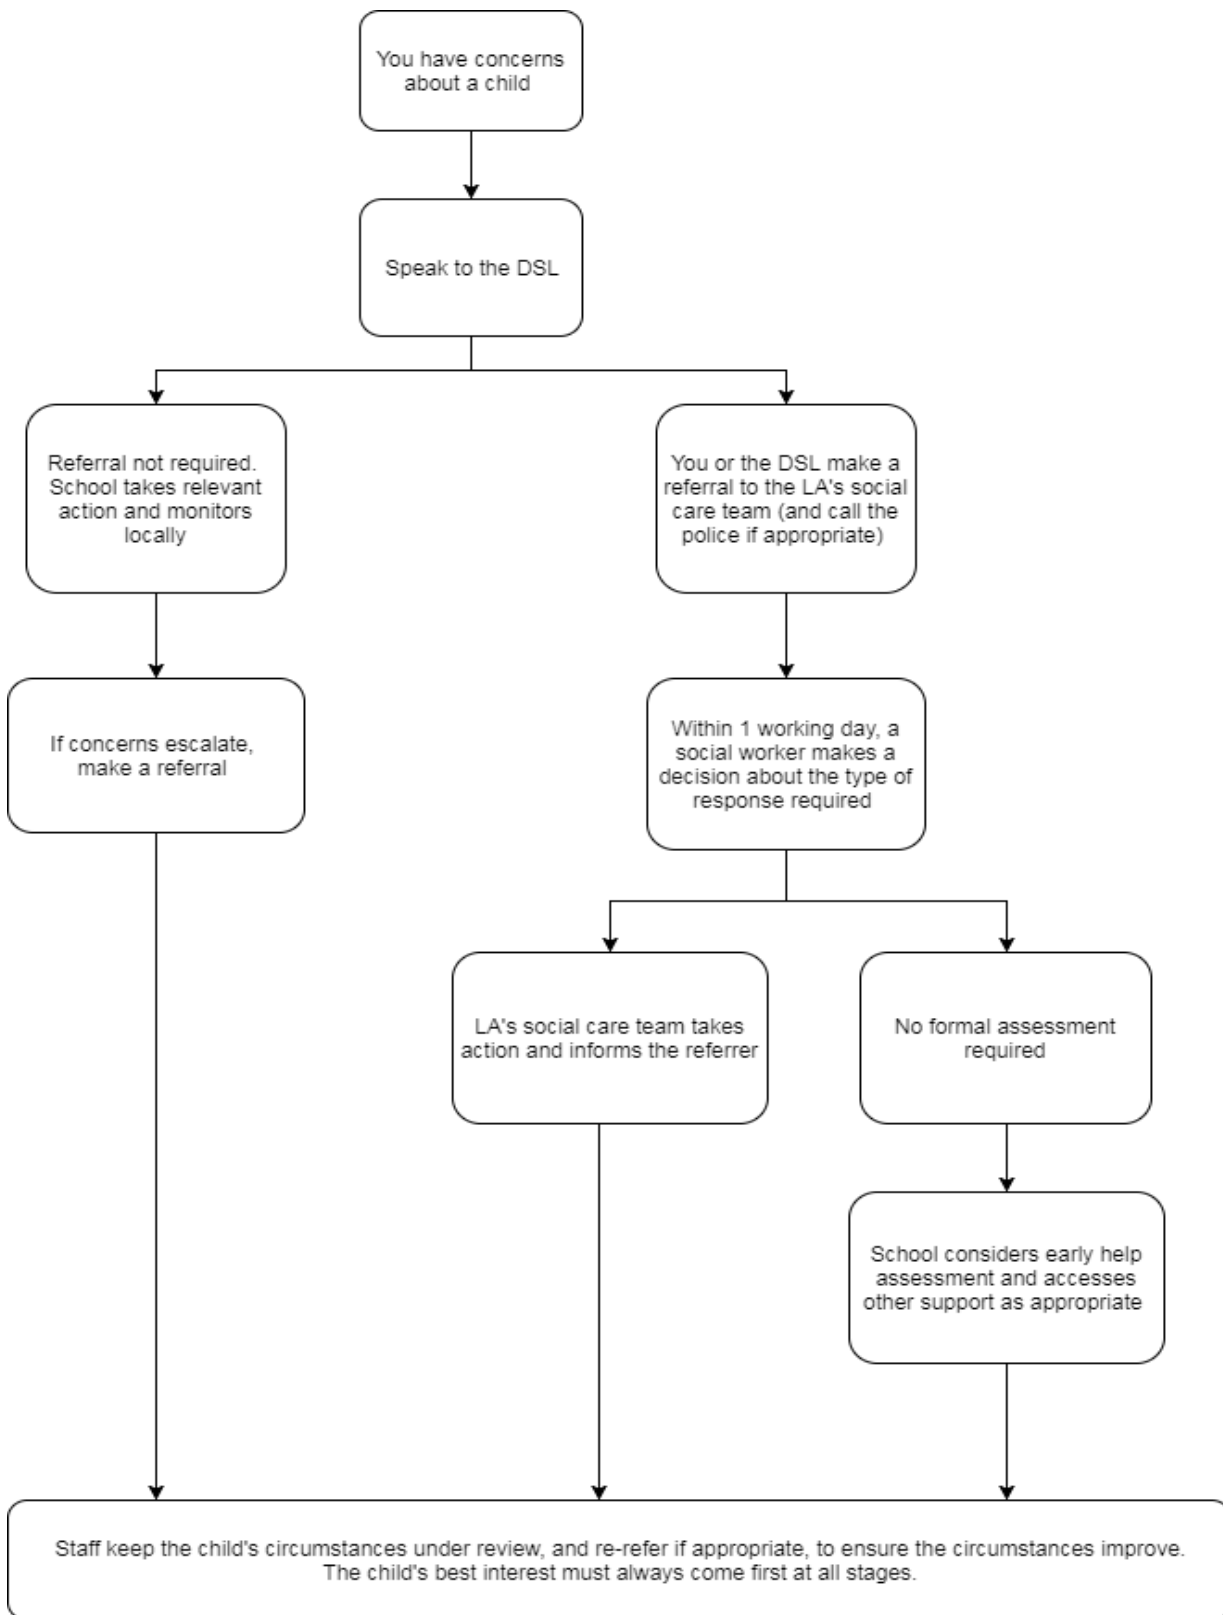 You have concerns
about a child
Speak to the DSL
Referral not required.
School takes relevant
action and monitors
locally
You or the DSL make a
referral to the LA's social
care team (and call the
police if appropriate)
If concerns escalate,
make a referral
Within 1 working day, a
social worker makes a
decision about the type of
response required
LA's social care team takes
action and informs the referrer
No formal assessment
required
School considers early help
assessment and accesses
other support as appropriate
Staff keep the child's circumstances under review, and re-refer if appropriate, to ensure the circumstances improve.
The child's best interest must always come first at all stages.